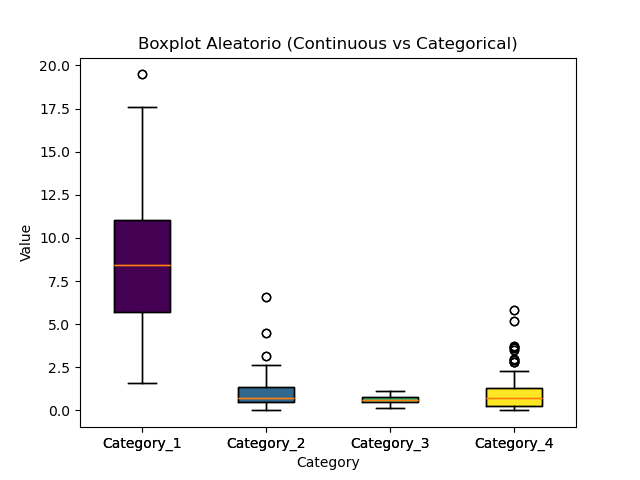 Boxplot Aleatorio (Continuous vs Categorical)
20.0
17.5
15.0
12.5
10.0
7.5
5.0
2.5
0.0
Value
Category_1 Category_2 Category_3 Category_4
Category